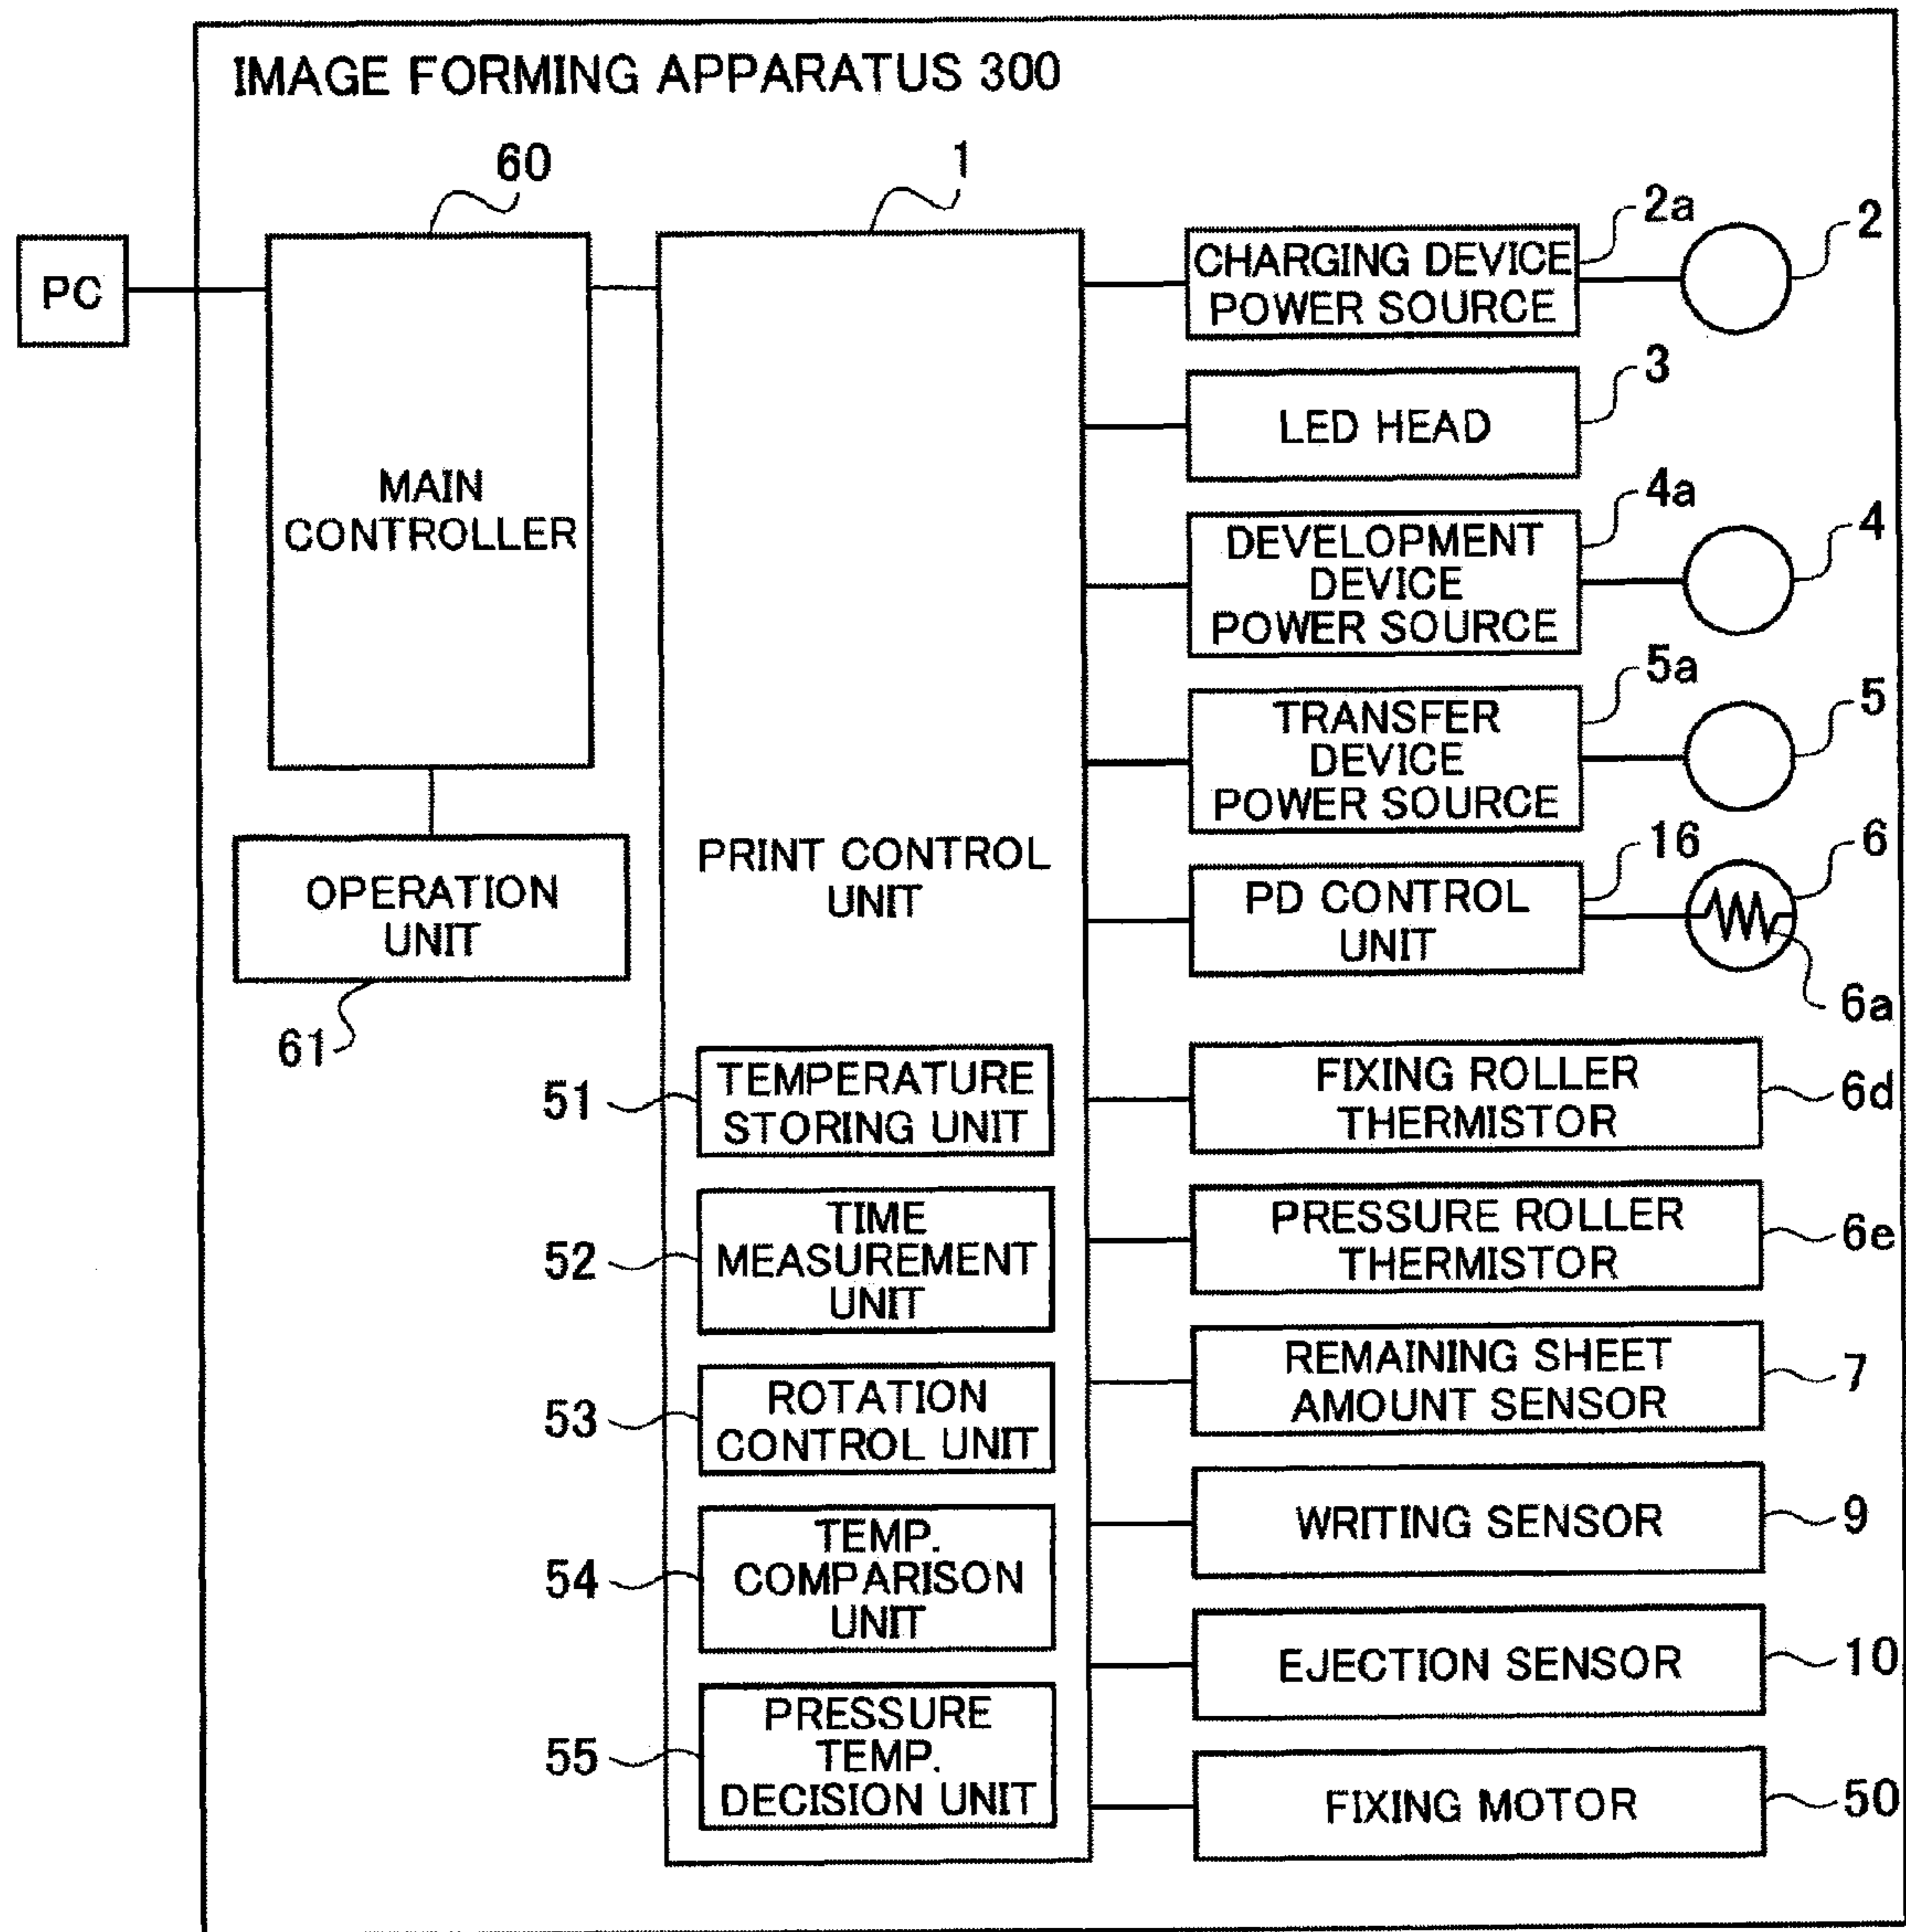 IMAGE FORMING APPARATUS 300
60
1
PC
MAIN
CONTROLLER
OPERATION
UNIT
61
PRINT CONTROL
UNIT
51
TEMPERATURE
STORING UNIT
52
TIME
MEASUREMENT
UNIT
53
ROTATION
CONTROL UNIT
54
TEMP.
COMPARISON
UNIT
55
PRESSURE
TEMP.
DECISION UNIT
CHARGING DEVICE
POWER SOURCE
2a
2
LED HEAD
3
DEVELOPMENT
DEVICE
POWER SOURCE
4a
4
TRANSFER
DEVICE
POWER SOURCE
5a
5
PD CONTROL
UNIT
16
6
6a
FIXING ROLLER
THERMISTOR
6d
PRESSURE ROLLER
THERMISTOR
6e
REMAINING SHEET
AMOUNT SENSOR
7
WRITING SENSOR
9
EJECTION SENSOR
10
FIXING MOTOR
50